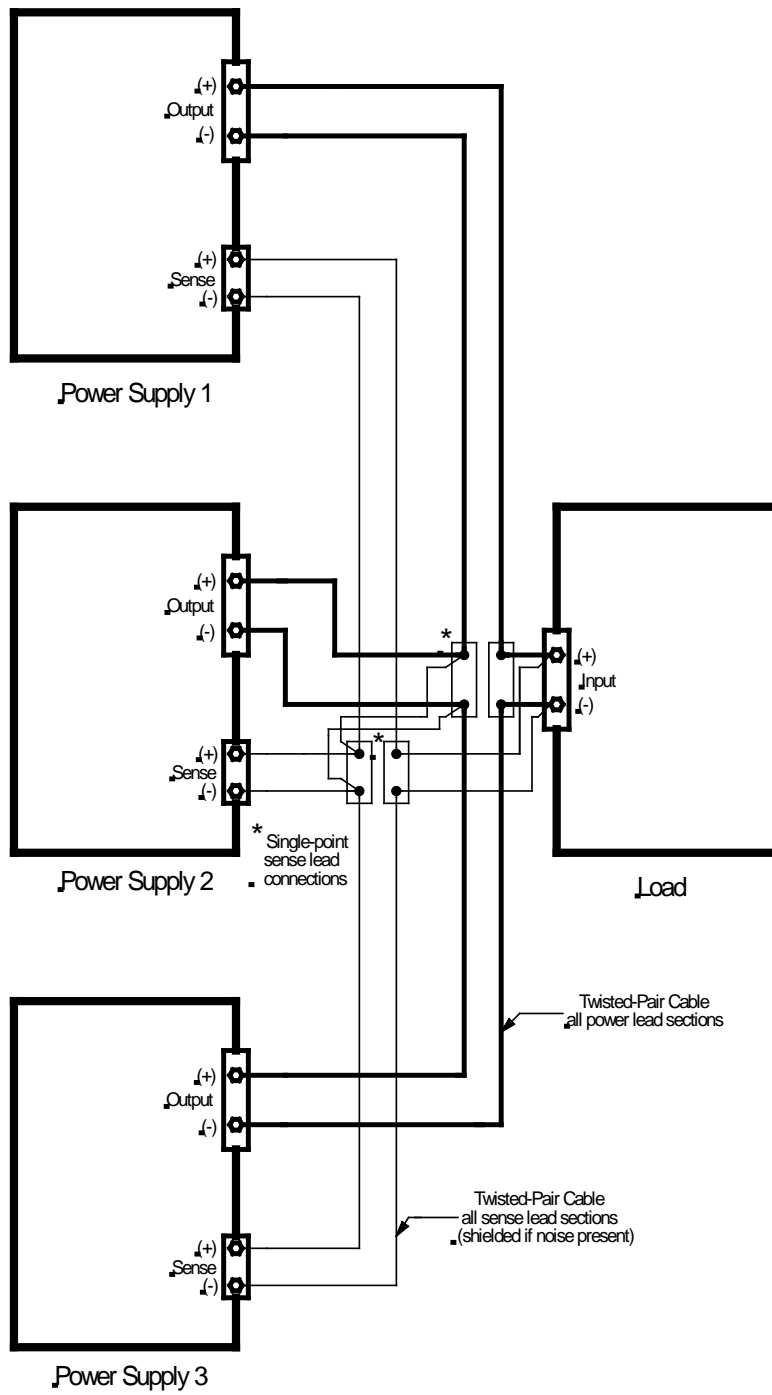 (+)
Output
(-)
(+)
Sense
(-)
Power Supply 1
(+)
Output
(-)
(+)
Sense
(-)
Power Supply 2
*
*
* Single-point
sense lead
connections
(+)
Input
(-)
Load
Twisted-Pair Cable
all power lead sections
(+)
Output
(-)
Twisted-Pair Cable
all sense lead sections
(shielded if noise present)
(+)
Sense
(-)
Power Supply 3